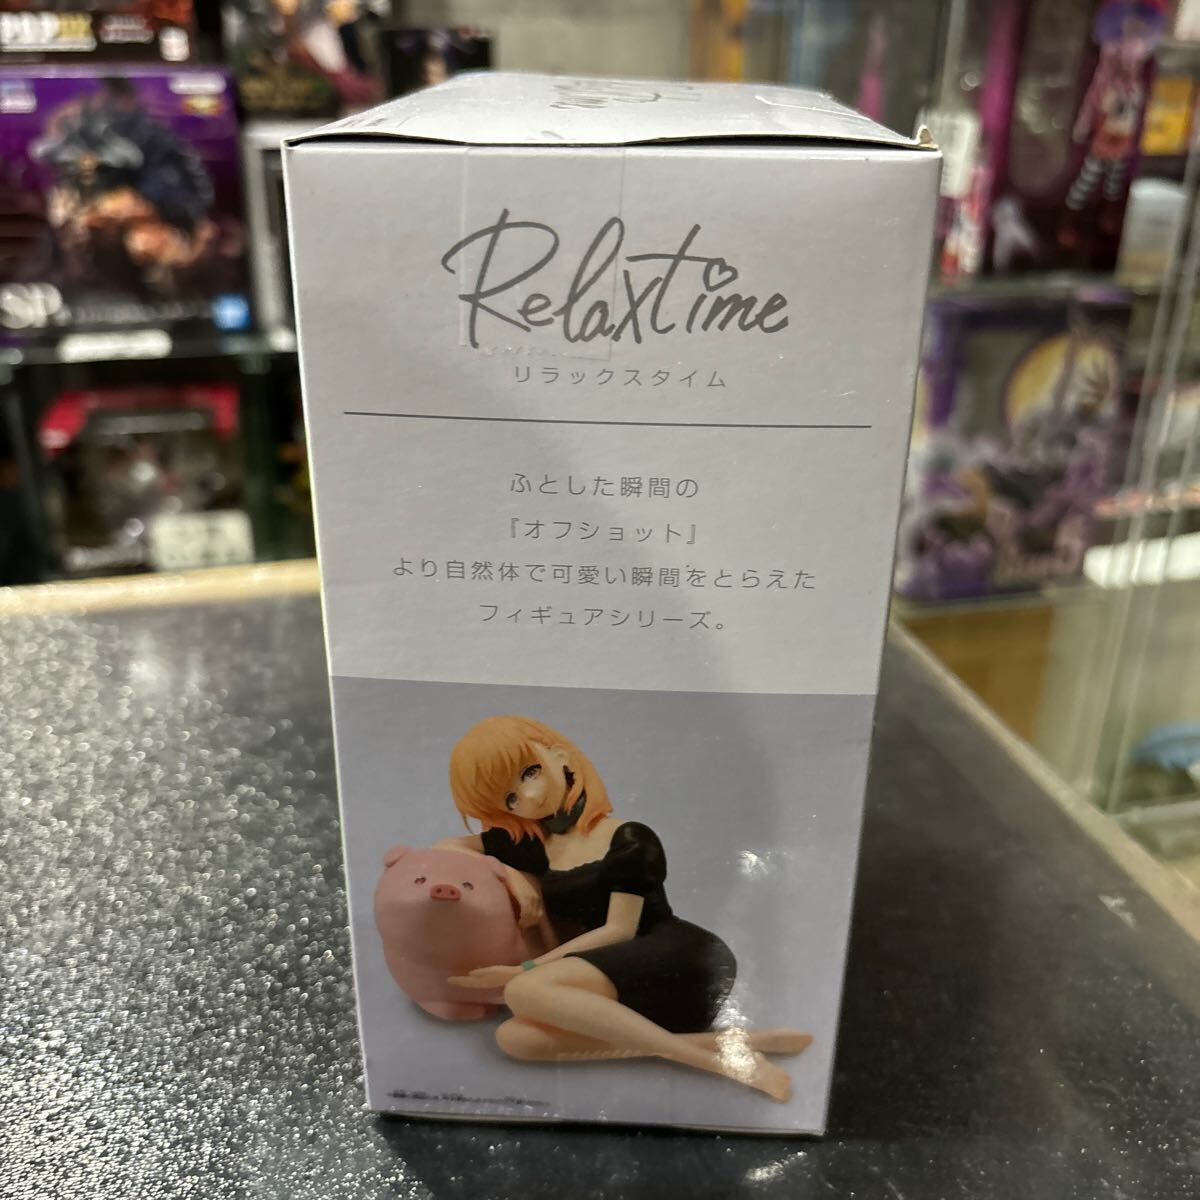 Relaxtime
リラックスタイム
ふとした瞬間の
『オフショット』
より自然体で可愛い瞬間をとらえた
フィギュアシリーズ。
SP